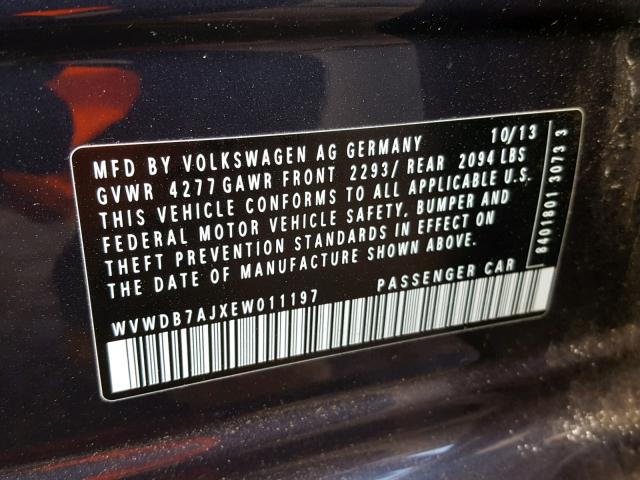 10/13
MFD BY VOLKSWAGEN AG GERMANY
GVWR 4277 GAWR FRONT 2293/ REAR 2094 LBS
THIS VEHICLE CONFORMS TO ALL APPLICABLE U.S.
FEDERAL MOTOR VEHICLE SAFETY, BUMPER AND
THEFT PREVENTION STANDARDS IN EFFECT ON
THE DATE OF MANUFACTURE SHOWN ABOVE.
WVWDB7AJXEW011197 PASSENGER CAR
8401801 3073 3